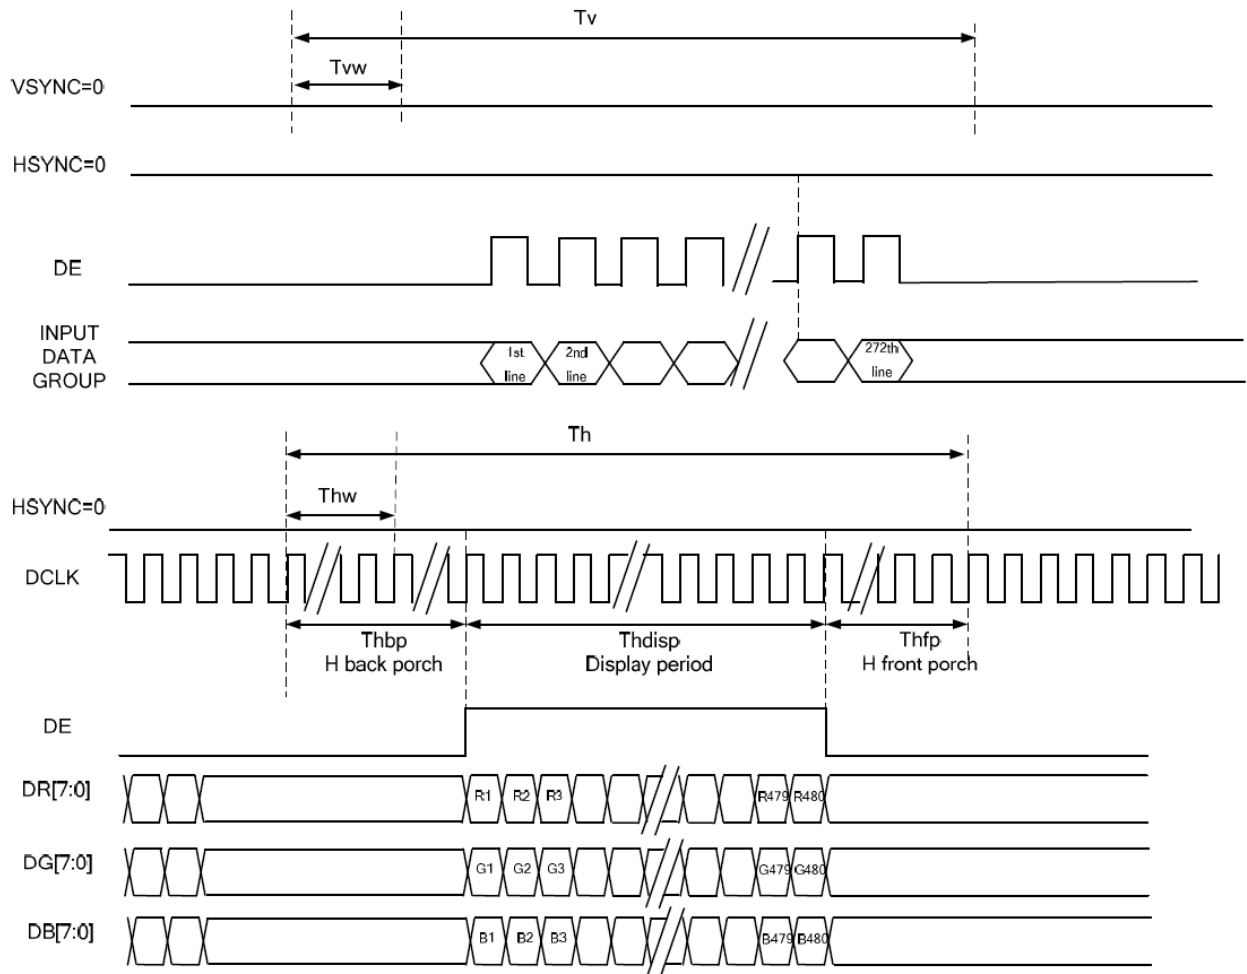 Tv
Tvw
VSYNC=0
HSYNC=0
DE
INPUT
DATA
GROUP
1st
line
2nd
line
272th
line
Th
Thw
HSYNC=0
DCLK
Thbp
H back porch
Thdisp
Display period
Thfp
H front porch
DE
DR[7:0]
R1 R2 R3 R479 R480
DG[7:0]
G1 G2 G3 G479 G480
DB[7:0]
B1 B2 B3 B479 B480